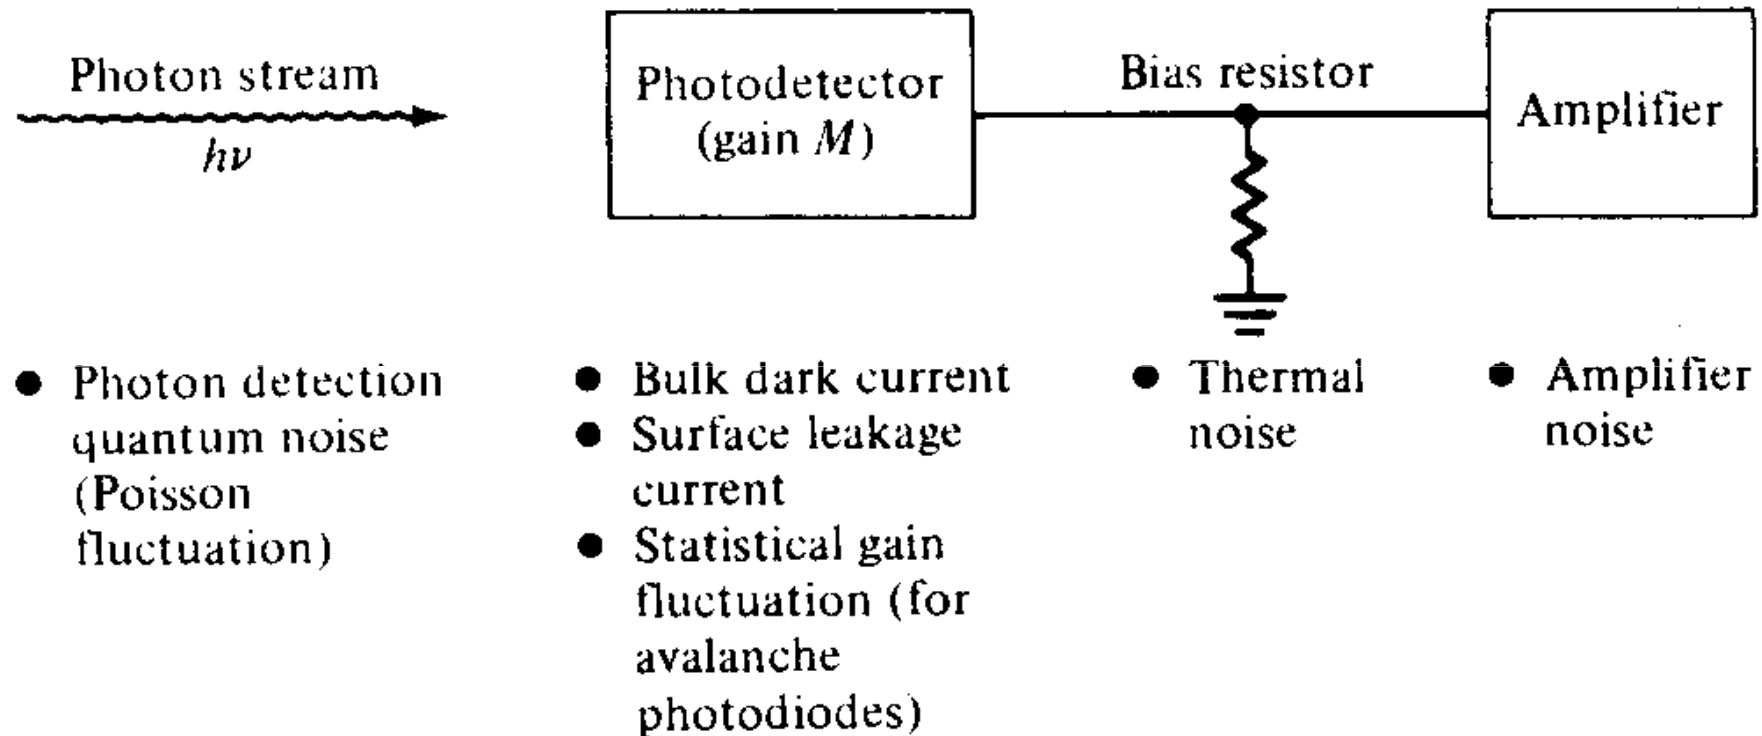 Photon stream
hν
Photodetector
(gain M)
Bias resistor
Amplifier
● Photon detection
quantum noise
(Poisson
fluctuation)
● Bulk dark current
● Surface leakage
current
● Statistical gain
fluctuation (for
avalanche
photodiodes)
● Thermal
noise
● Amplifier
noise